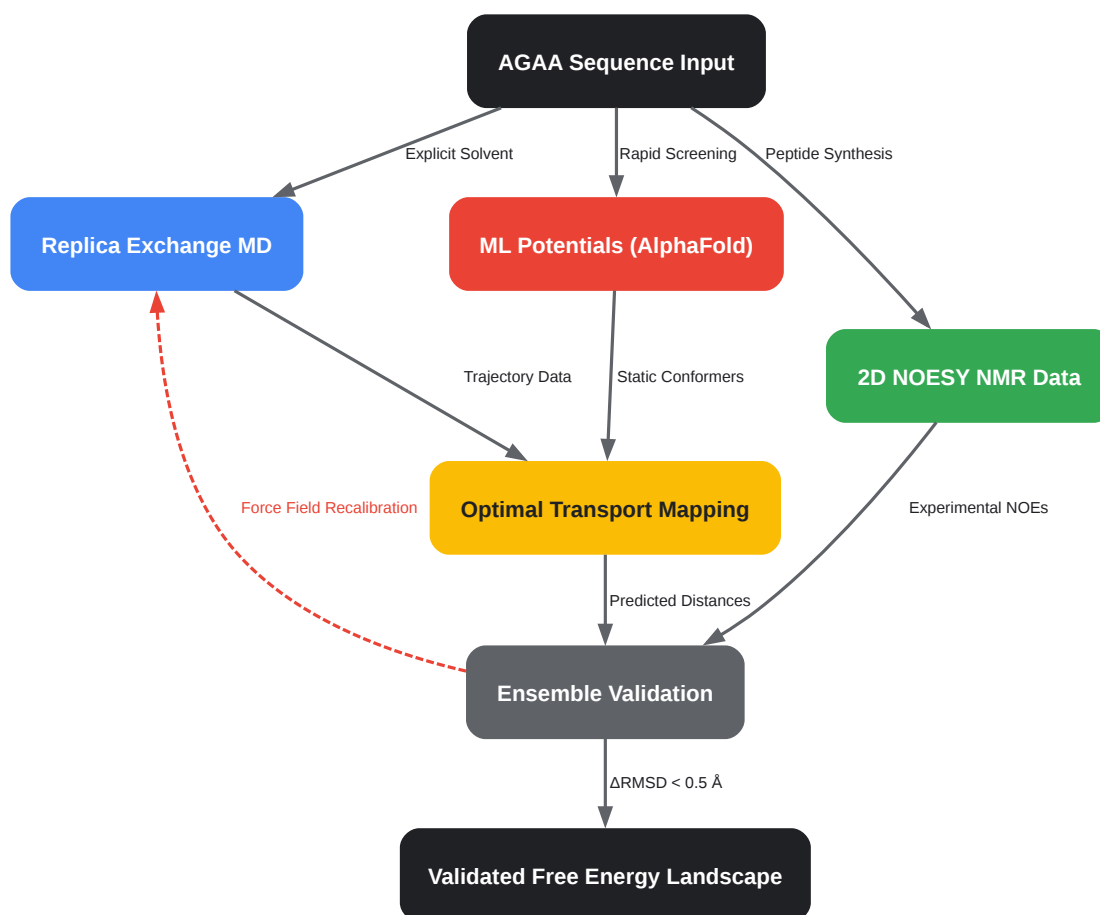 AGAA Sequence Input
Explicit Solvent
Rapid Screening
Peptide Synthesis
Replica Exchange MD
ML Potentials (AlphaFold)
2D NOESY NMR Data
Trajectory Data
Static Conformers
Force Field Recalibration
Optimal Transport Mapping
Experimental NOEs
Predicted Distances
Ensemble Validation
ΔRMSD < 0.5 Å
Validated Free Energy Landscape